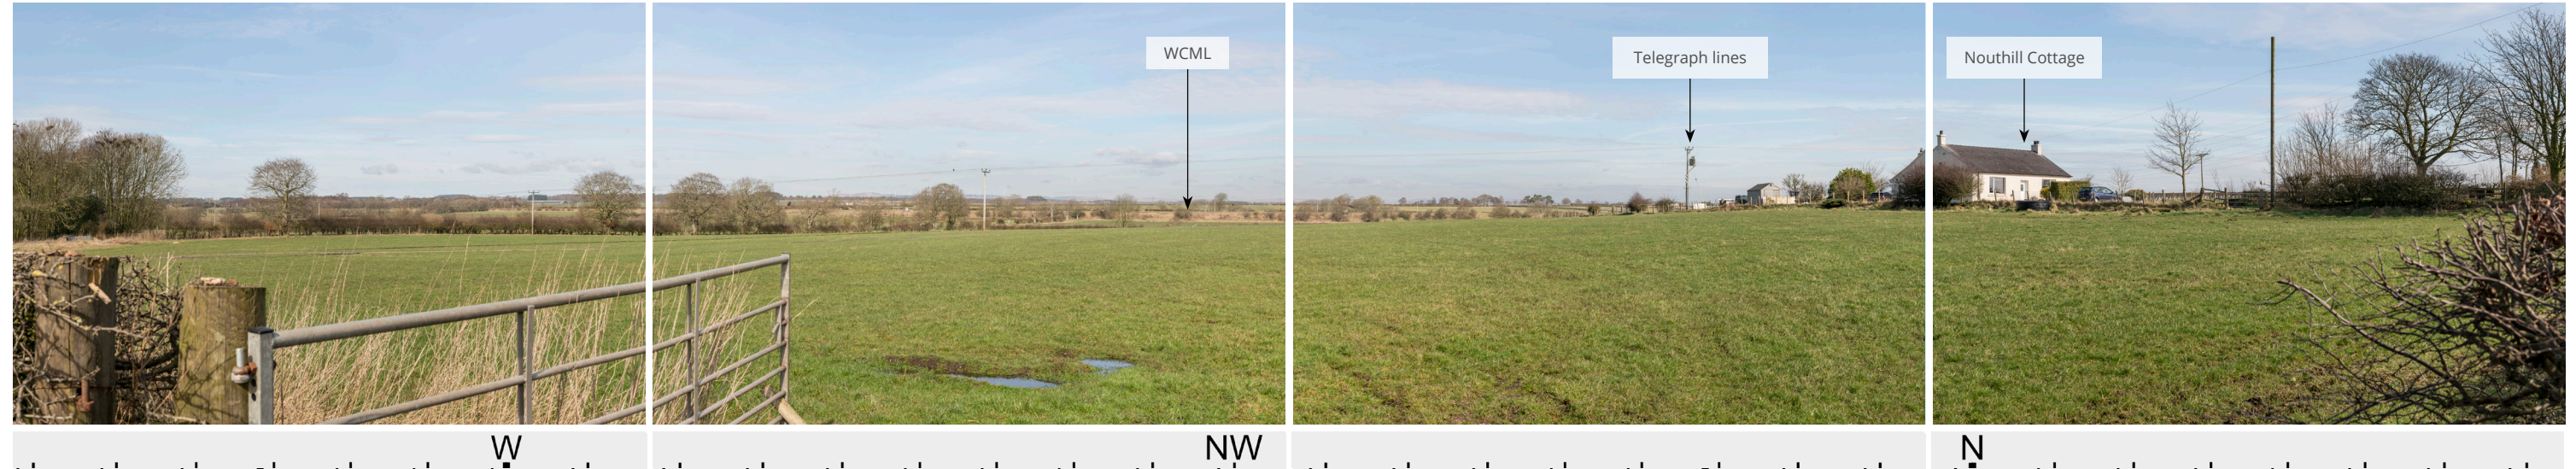 WCML
Telegraph lines
Nouthill Cottage
W
NW
N